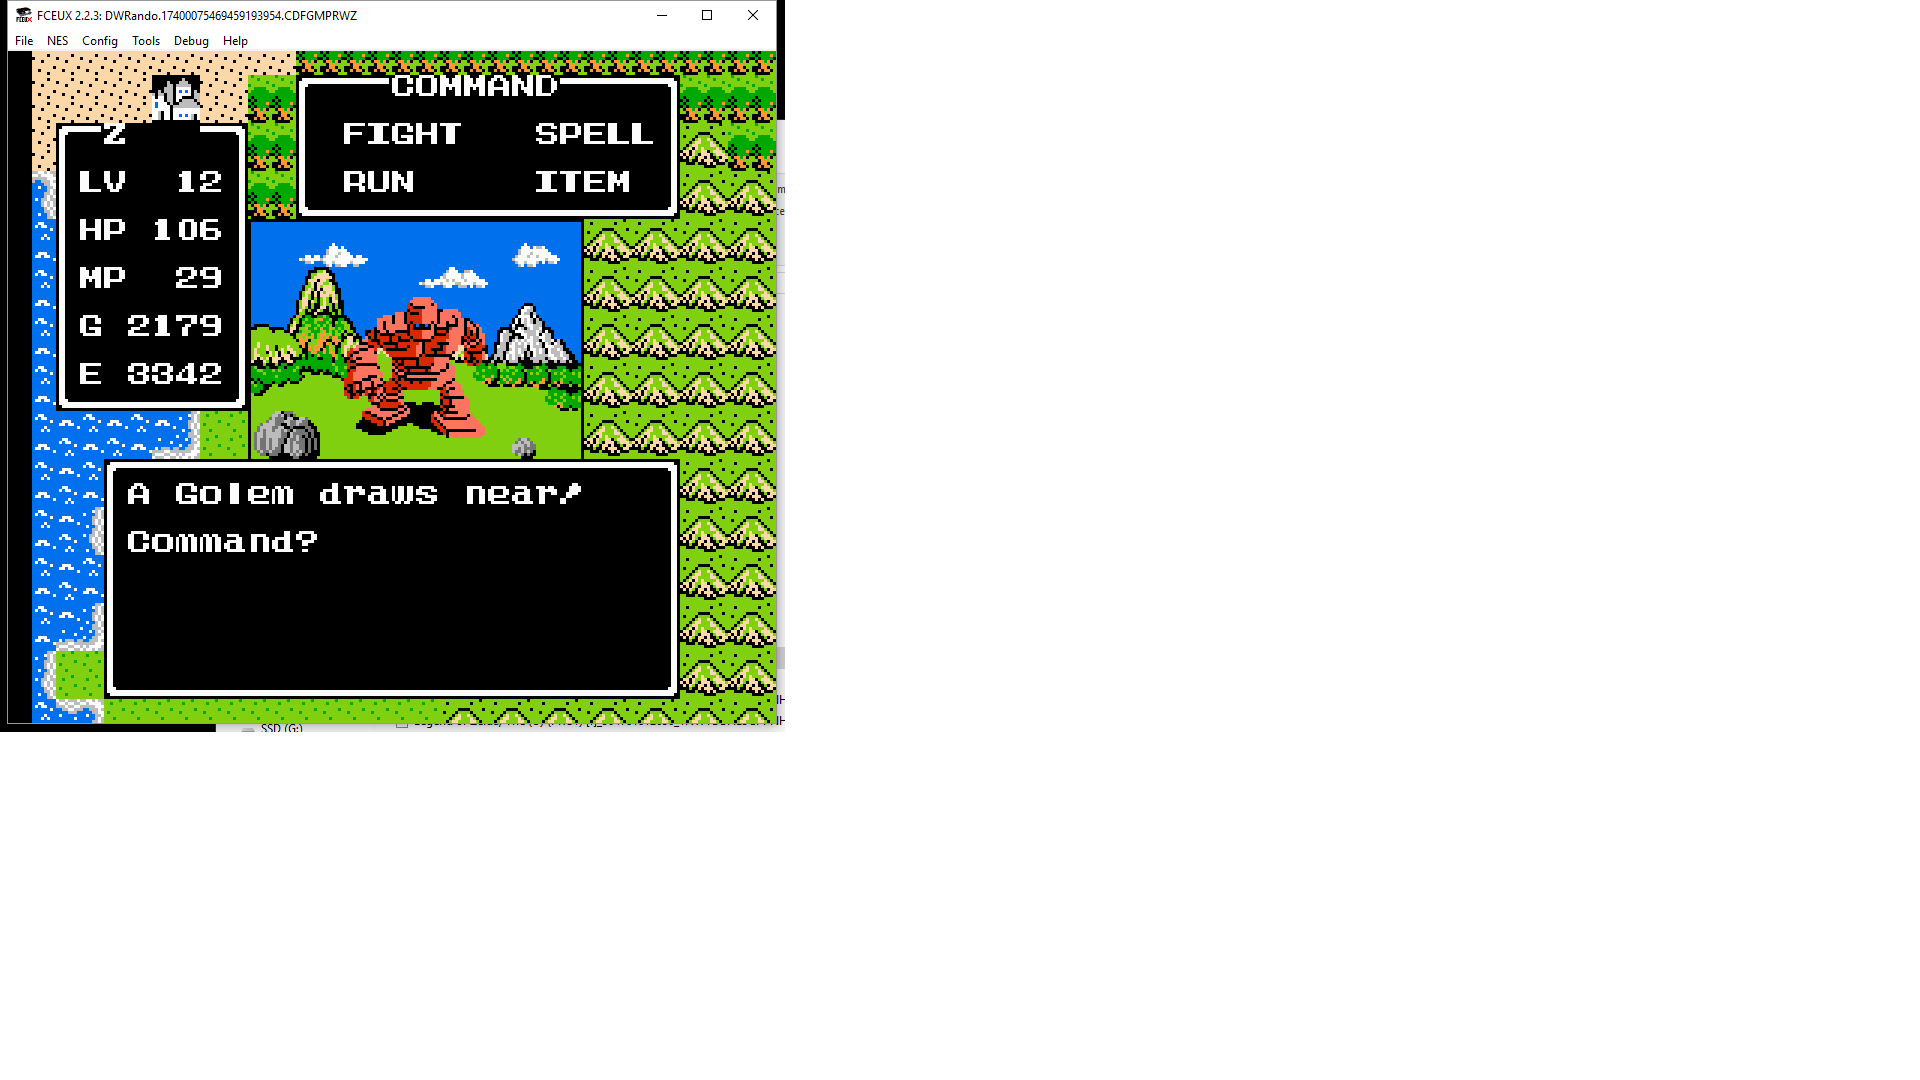 FCEUX 2.2.3: DWRando.17400075469459193954.CDFGMPRWZ
File NES Config Tools Debug Help
COMMAND
FIGHT SPELL
RUN ITEM
Z
LV 12
HP 106
MP 29
G 2179
E 3342
A Golem draws near!
Command?
SSD (G:)